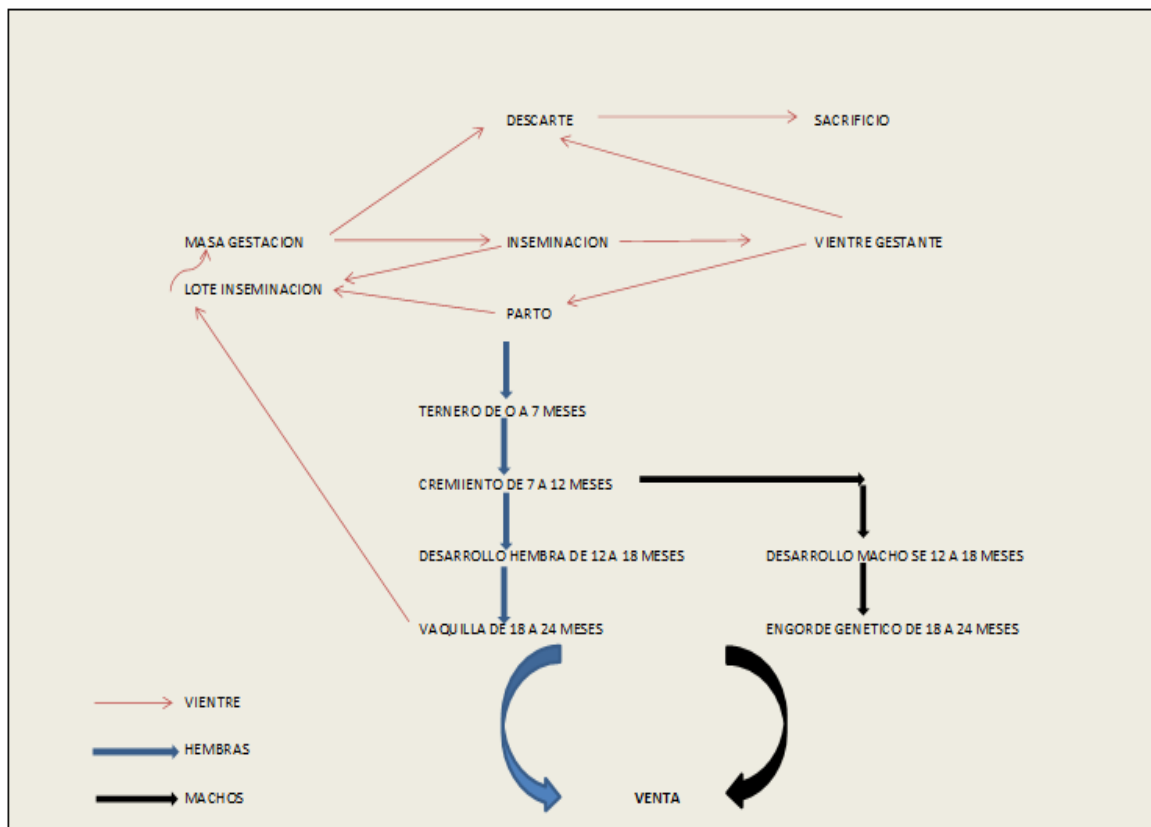 DESCARTE
SACRIFICIO
MASA GESTACION
INSEMINACION
VIENTRE GESTANTE
LOTE INSEMINACION
PARTO
TERNERO DE O A 7 MESES
CREMIIENTO DE 7 A 12 MESES
DESARROLLO HEMBRA DE 12 A 18 MESES
DESARROLLO MACHO SE 12 A 18 MESES
VAQUILLA DE 18 A 24 MESES
ENGORDE GENETICO DE 18 A 24 MESES
VIENTRE
HEMBRAS
MACHOS
VENTA